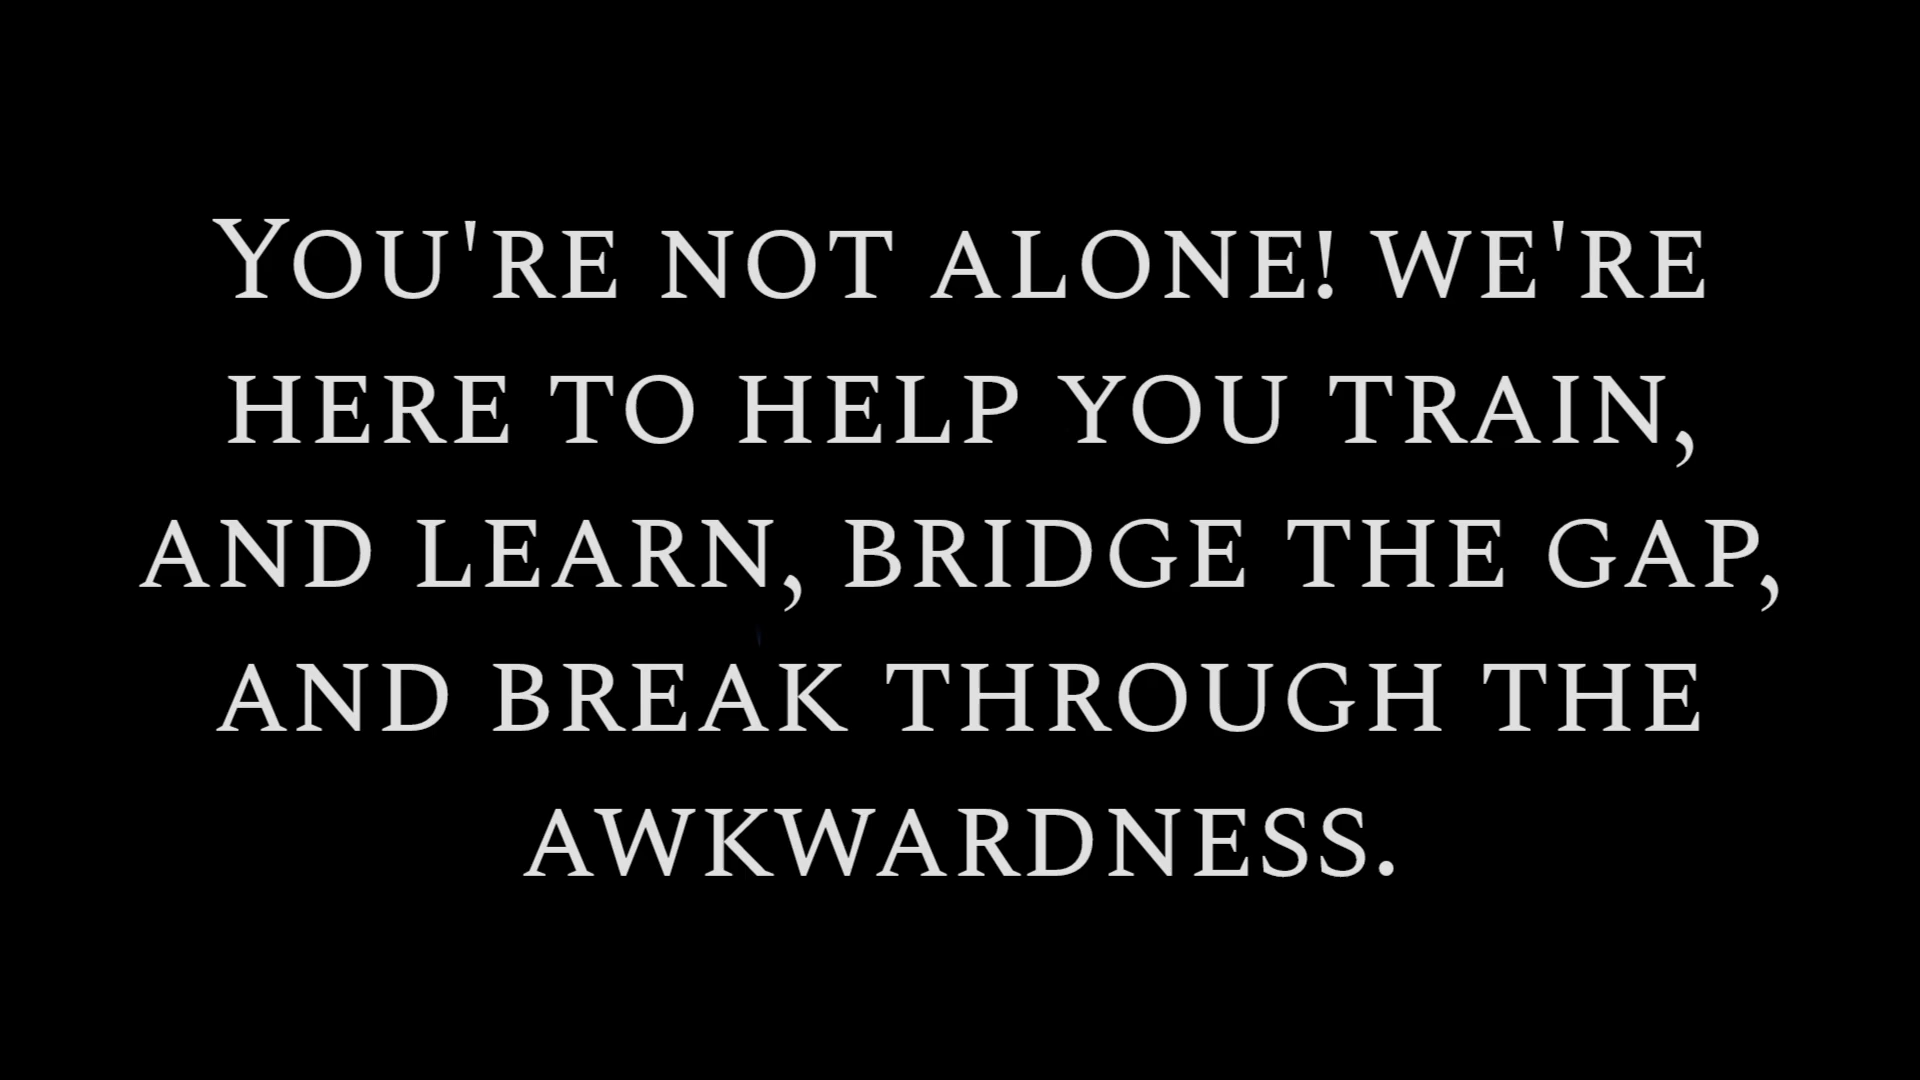 You're not alone! we're
here to help you train,
and learn, bridge the gap,
and break through the
awkwardness.